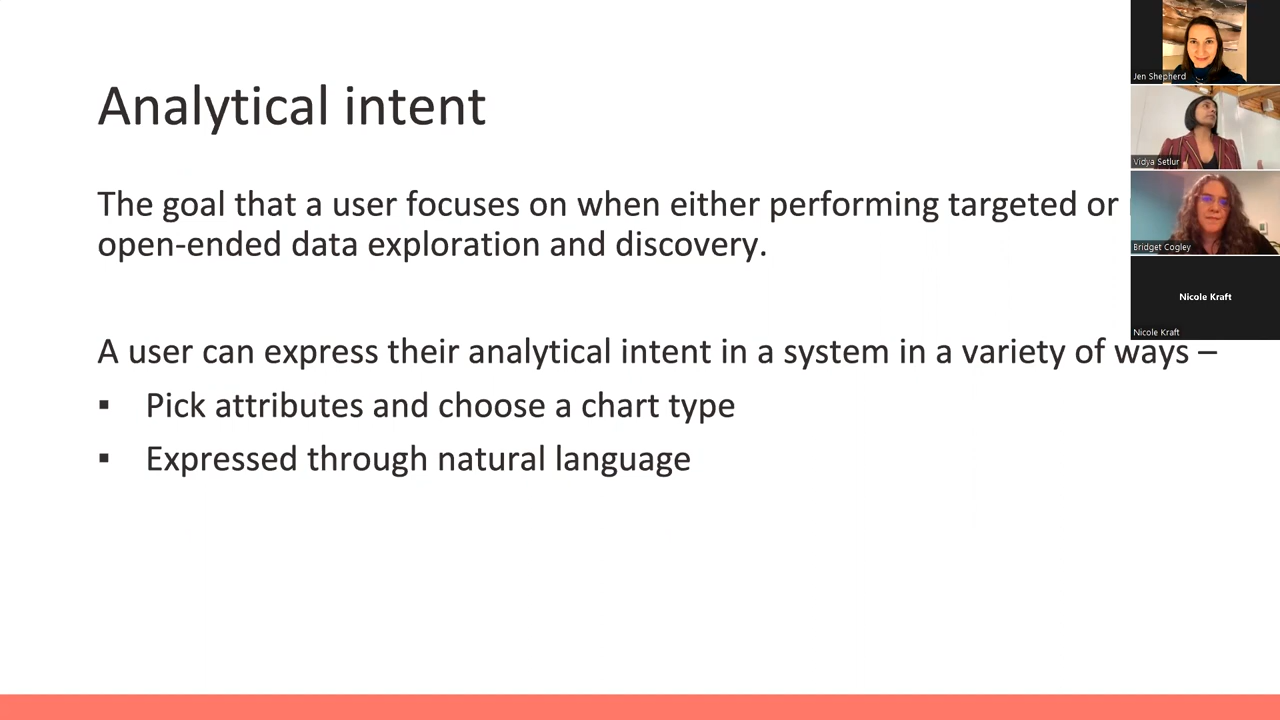 Analytical intent
The goal that a user focuses on when either performing targeted or
open-ended data exploration and discovery.
A user can express their analytical intent in a system in a variety of ways –
▪ Pick attributes and choose a chart type
▪ Expressed through natural language
Jen Shepherd
Vidya Setlur
Bridget Cogley
Nicole Kraft
Nicole Kraft